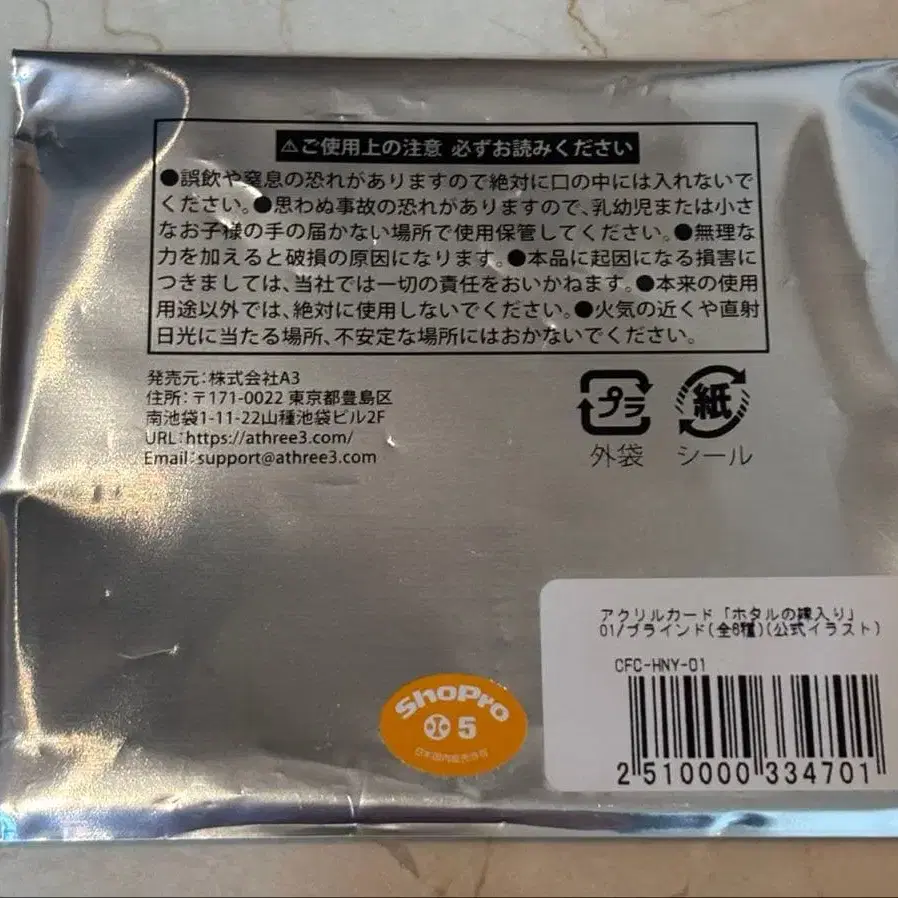 ⚠ご使用上の注意 必ずお読みください
●誤飲や窒息の恐れがありますので絶対に口の中には入れないで
ください。●思わぬ事故の恐れがありますので、乳幼児または小さ
なお子様の手の届かない場所で使用保管してください。●無理な
力を加えると破損の原因になります。●本品に起因になる損害に
つきましては、当社では一切の責任をおいかねます。●本来の使用
用途以外では、絶対に使用しないでください。●火気の近くや直射
日光に当たる場所、不安定な場所にはおかないでください。
発売元:株式会社A3
住所:〒171-0022 東京都豊島区
南池袋1-11-22山種池袋ビル2F
URL:https://athree3.com/
Email:support@athree3.com
プラ
外袋
紙
シール
アクリルカード「ホタルの嫁入り」
01/ブラインド(全6種)(公式イラスト)
CFC-HNY-01
2510000334701
ShoPro
5